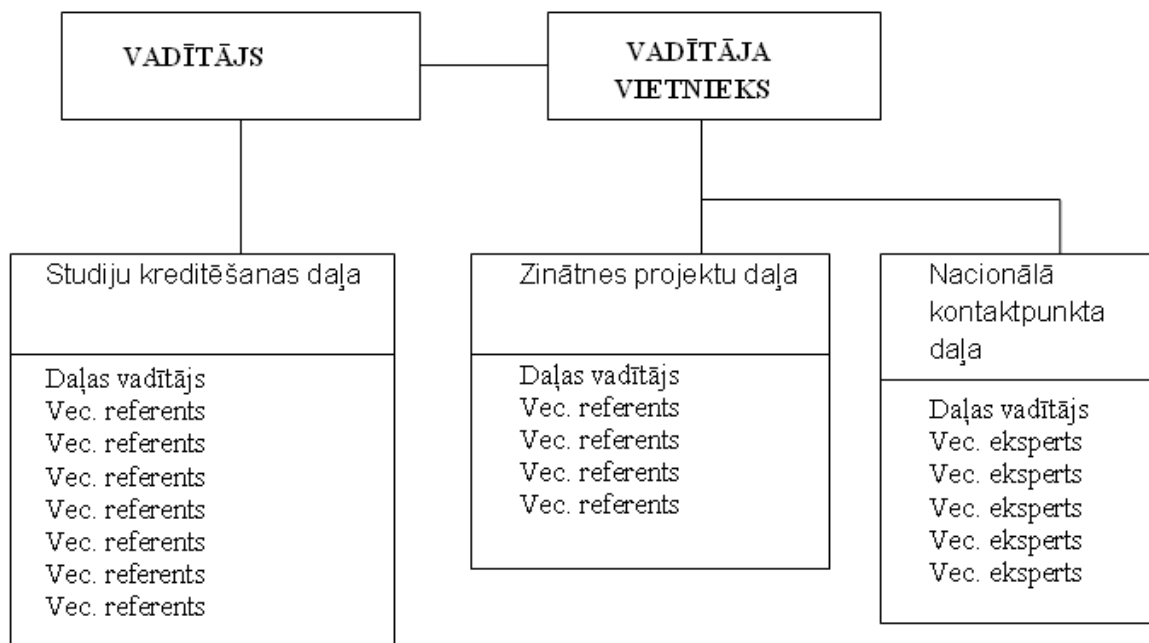 VADĪTĀJS
VADĪTĀJA
VIETNIEKS
Studiju kreditēšanas daļa
Daļas vadītājs
Vec. referents
Vec. referents
Vec. referents
Vec. referents
Vec. referents
Vec. referents
Vec. referents
Zinātnes projektu daļa
Daļas vadītājs
Vec. referents
Vec. referents
Vec. referents
Vec. referents
Nacionālā
kontaktpunkta
daļa
Daļas vadītājs
Vec. eksperts
Vec. eksperts
Vec. eksperts
Vec. eksperts
Vec. eksperts